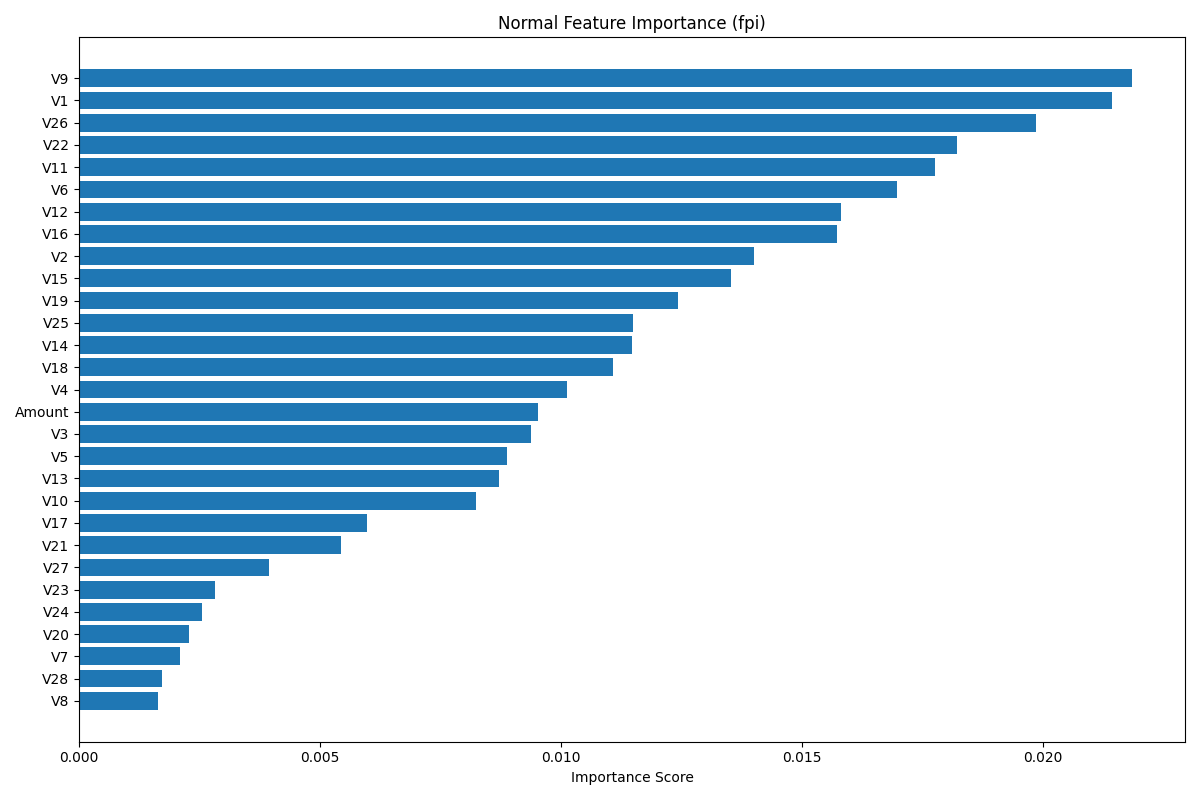 Normal Feature Importance (fpi)
V9
V1
V26
V22
V11
V6
V12
V16
V2
V15
V19
V25
V14
V18
V4
Amount
V3
V5
V13
V10
V17
V21
V27
V23
V24
V20
V7
V28
V8
0.000 0.005 0.010 0.015 0.020
Importance Score